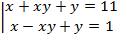 x + xy + y = 11
x − xy + y = 1